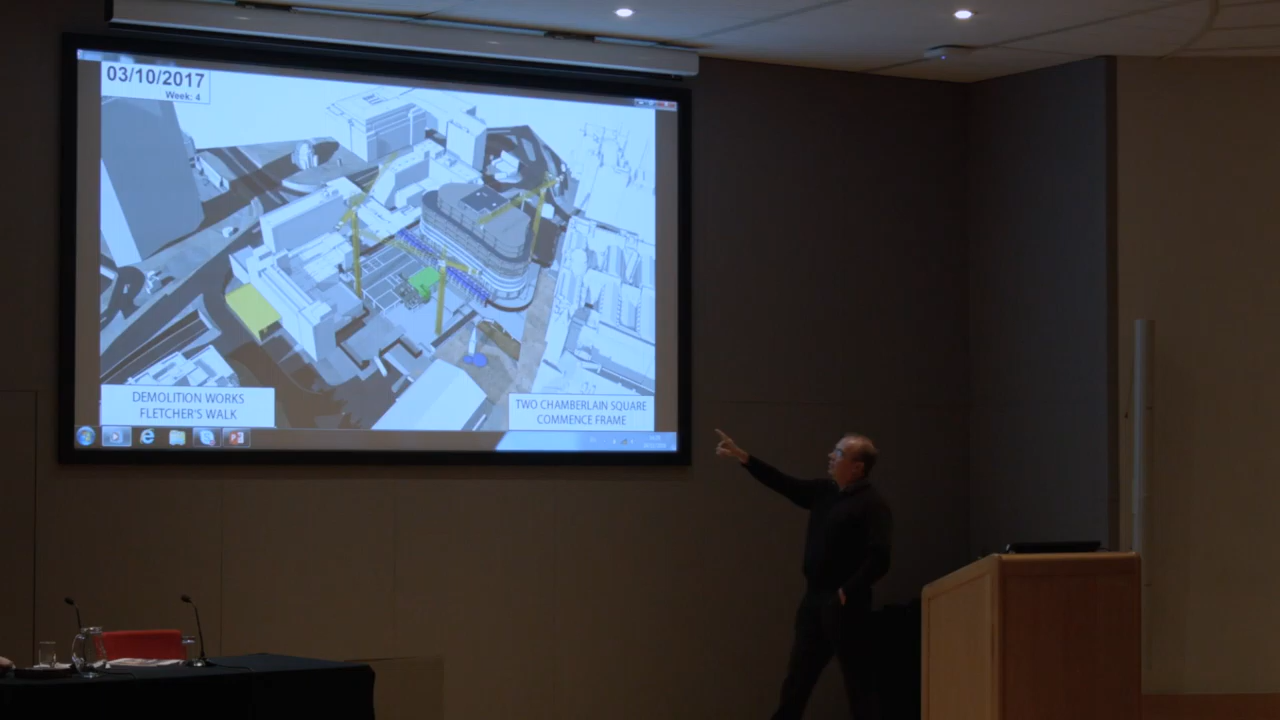 03/10/2017
Week: 4
DEMOLITION WORKS
FLETCHER'S WALK
TWO CHAMBERLAIN SQUARE
COMMENCE FRAME